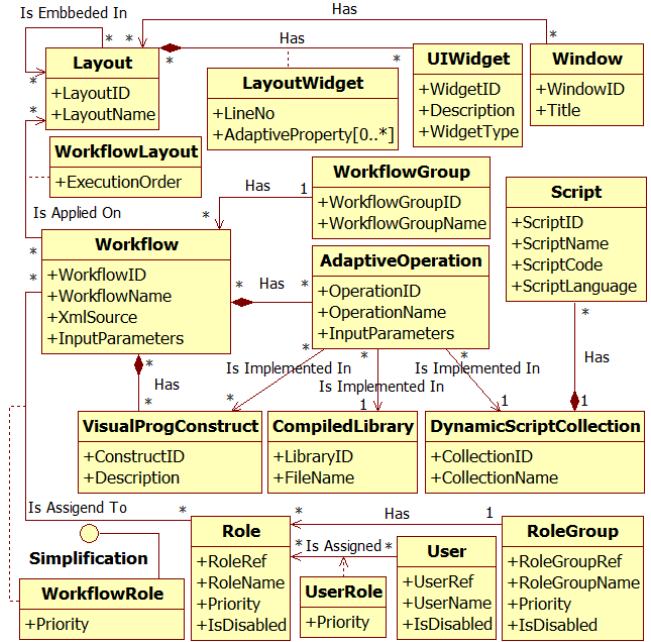 Is Embbeded In
Has
*
*
*
Has
*
*
*
Layout
+LayoutID
+LayoutName
*
*
UIWidget
+WidgetID
+Description
+WidgetType
Window
+WindowID
+Title
LayoutWidget
+LineNo
+AdaptiveProperty[0..*]
WorkflowLayout
+ExecutionOrder
Is Applied On
*
*
Has
1
*
WorkflowGroup
+WorkflowGroupID
+WorkflowGroupName
Script
+ScriptID
+ScriptName
+ScriptCode
+ScriptLanguage
Workflow
+WorkflowID
+WorkflowName
+XmlSource
+InputParameters
*
Has
*
AdaptiveOperation
+OperationID
+OperationName
+InputParameters
*
Has
1
*
Has
*
*
Is Implemented In
*
*
Is Implemented In
1
*
Is Implemented In
1
VisualProgConstruct
+ConstructID
+Description
CompiledLibrary
+LibraryID
+FileName
DynamicScriptCollection
+CollectionID
+CollectionName
Is Assigend To
*
*
Has
1
Simplification
Role
+RoleRef
+RoleName
+Priority
+IsDisabled
*
Is Assigned
*
User
+UserRef
+UserName
+IsDisabled
RoleGroup
+RoleGroupRef
+RoleGroupName
+Priority
+IsDisabled
WorkflowRole
+Priority
UserRole
+Priority